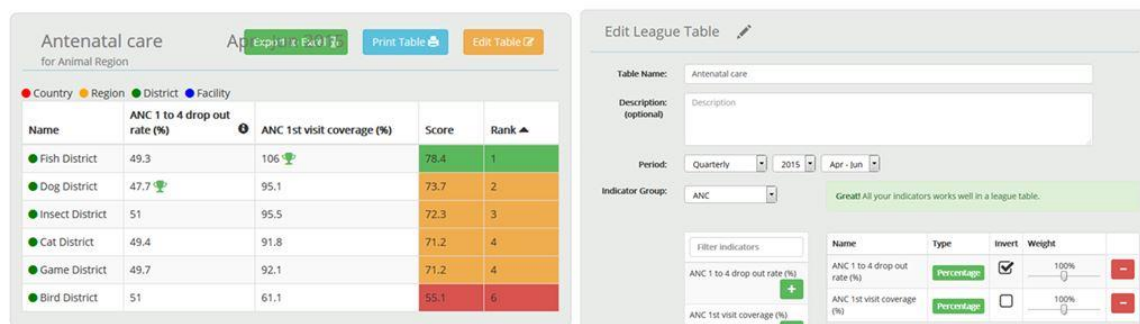 Antenatal care
Apr - Jun 2015
Export to Excel
Print Table
Edit Table
for Animal Region
Country Region District Facility
Name ANC 1 to 4 drop out rate (%) ANC 1st visit coverage (%) Score Rank
Fish District 49.3 106 78.4 1
Dog District 47.7 95.1 73.7 2
Insect District 51 95.5 72.3 3
Cat District 49.4 91.8 71.2 4
Game District 49.7 92.1 71.2 4
Bird District 51 61.1 55.1 6
Edit League Table
Table Name: Antenatal care
Description: (optional) Description
Period: Quarterly 2015 Apr - Jun
Indicator Group: ANC
Great! All your indicators works well in a league table.
Filter indicators
ANC 1 to 4 drop out rate (%)
+
ANC 1st visit coverage (%)
Name Type Invert Weight
ANC 1 to 4 drop out rate (%) Percentage 100%
ANC 1st visit coverage (%) Percentage 100%